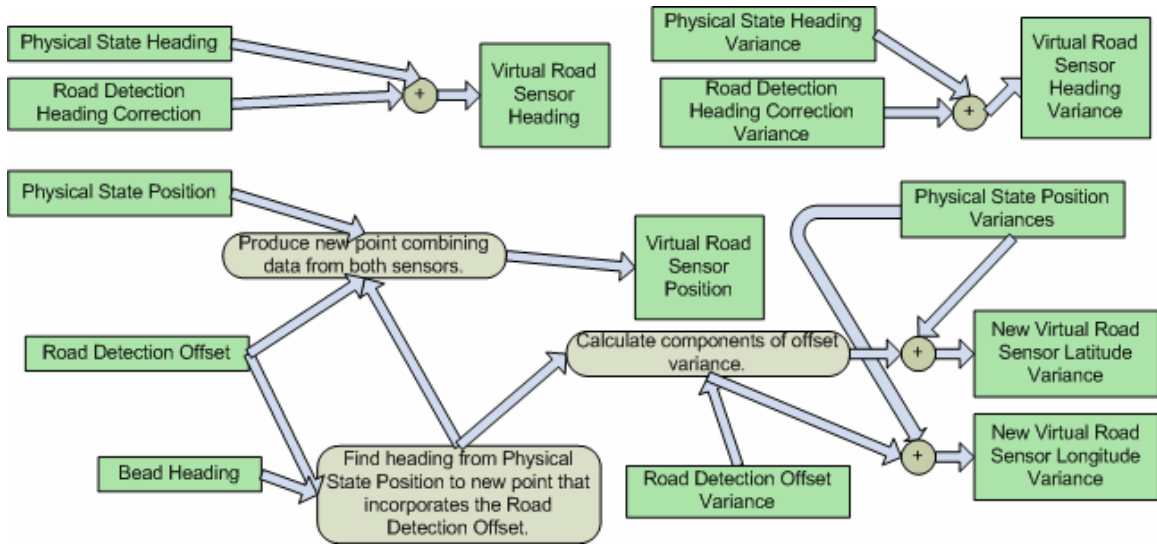 Physical State Heading
Road Detection
Heading Correction
+
Virtual Road
Sensor
Heading
Physical State Heading
Variance
Road Detection
Heading Correction
Variance
+
Virtual Road
Sensor
Heading
Variance
Physical State Position
Produce new point combining
data from both sensors.
Virtual Road
Sensor
Position
Physical State Position
Variances
Road Detection Offset
Calculate components of offset
variance.
+
New Virtual Road
Sensor Latitude
Variance
Bead Heading
Find heading from Physical
State Position to new point that
incorporates the Road
Detection Offset.
Road Detection Offset
Variance
+
New Virtual Road
Sensor Longitude
Variance